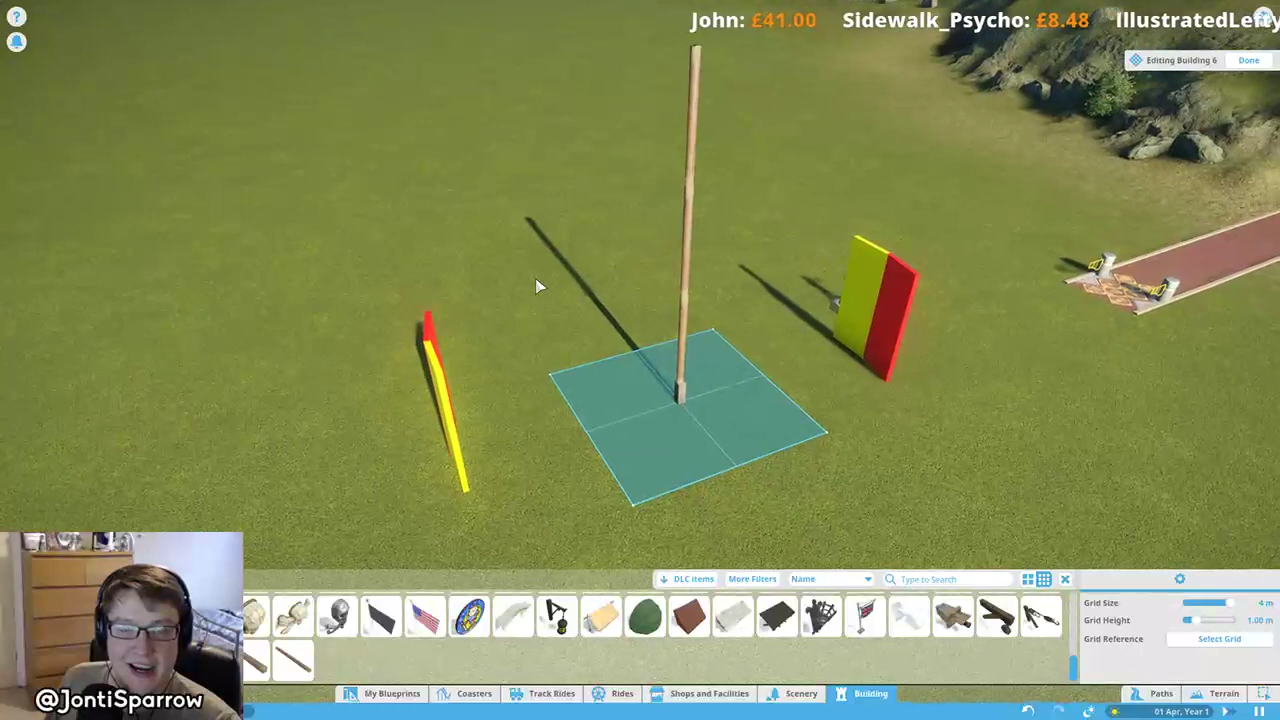 John: £41.00 Sidewalk_Psycho: £8.48 IllustratedLefty
Editing Building 6 Done
DLC items More Filters Name Type to Search
Grid Size 4 m
Grid Height 1.00 m
Grid Reference Select Grid
@JontiSparrow
My Blueprints Coasters Track Rides Rides Shops and Facilities Scenery Building Paths Terrain
01 Apr, Year 1